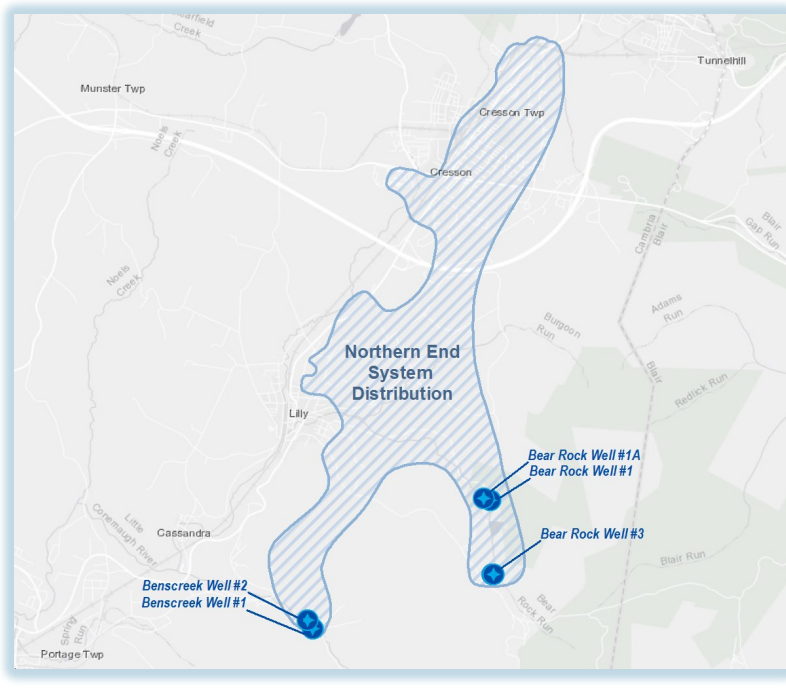 Clearfield
Creek
Tunnelhill
Munster Twp
Cresson Twp
Noels
Creek
Cresson
Cambria
Blair
Blair
Gap Run
Noels
Creek
Adams
Run
Burgoon
Run
Northern End
System
Distribution
Blair
Redlick Run
Lilly
Bear Rock Well #1A
Bear Rock Well #1
Little
Conemaugh River
Cassandra
Bear Rock Well #3
Blair Run
Benscreek Well #2
Benscreek Well #1
Bear
Rock Run
Spring
Run
Portage Twp